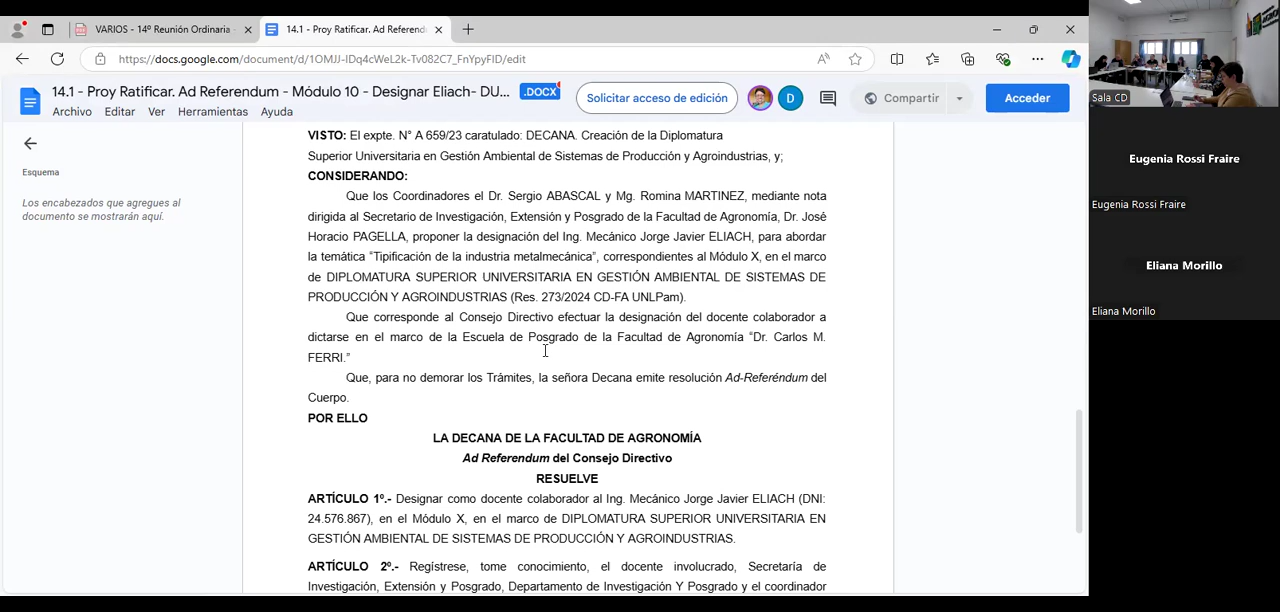 VARIOS - 14º Reunión Ordinaria -
14.1 - Proy Ratificar. Ad Referend
https://docs.google.com/document/d/1OMJJ-IDq4cWeL2k-Tv082C7_FnYpyFID/edit
14.1 - Proy Ratificar. Ad Referendum - Módulo 10 - Designar Eliach- DU...
.DOCX
Solicitar acceso de edición
D
Compartir
Acceder
Archivo Editar Ver Herramientas Ayuda
Esquema
Los encabezados que agregues al
documento se mostrarán aquí.
VISTO: El expte. N° A 659/23 caratulado: DECANA. Creación de la Diplomatura
Superior Universitaria en Gestión Ambiental de Sistemas de Producción y Agroindustrias, y;
CONSIDERANDO:
Que los Coordinadores el Dr. Sergio ABASCAL y Mg. Romina MARTINEZ, mediante nota
dirigida al Secretario de Investigación, Extensión y Posgrado de la Facultad de Agronomía, Dr. José
Horacio PAGELLA, proponer la designación del Ing. Mecánico Jorge Javier ELIACH, para abordar
la temática “Tipificación de la industria metalmecánica”, correspondientes al Módulo X, en el marco
de DIPLOMATURA SUPERIOR UNIVERSITARIA EN GESTIÓN AMBIENTAL DE SISTEMAS DE
PRODUCCIÓN Y AGROINDUSTRIAS (Res. 273/2024 CD-FA UNLPam).
Que corresponde al Consejo Directivo efectuar la designación del docente colaborador a
dictarse en el marco de la Escuela de Posgrado de la Facultad de Agronomía “Dr. Carlos M.
FERRI.”
Que, para no demorar los Trámites, la señora Decana emite resolución Ad-Referéndum del
Cuerpo.
POR ELLO
LA DECANA DE LA FACULTAD DE AGRONOMÍA
Ad Referendum del Consejo Directivo
RESUELVE
ARTÍCULO 1º.- Designar como docente colaborador al Ing. Mecánico Jorge Javier ELIACH (DNI:
24.576.867), en el Módulo X, en el marco de DIPLOMATURA SUPERIOR UNIVERSITARIA EN
GESTIÓN AMBIENTAL DE SISTEMAS DE PRODUCCIÓN Y AGROINDUSTRIAS.
ARTÍCULO 2º.- Regístrese, tome conocimiento, el docente involucrado, Secretaría de
Investigación, Extensión y Posgrado, Departamento de Investigación Y Posgrado y el coordinador
Sala CD
Eugenia Rossi Fraire
Eugenia Rossi Fraire
Eliana Morillo
Eliana Morillo